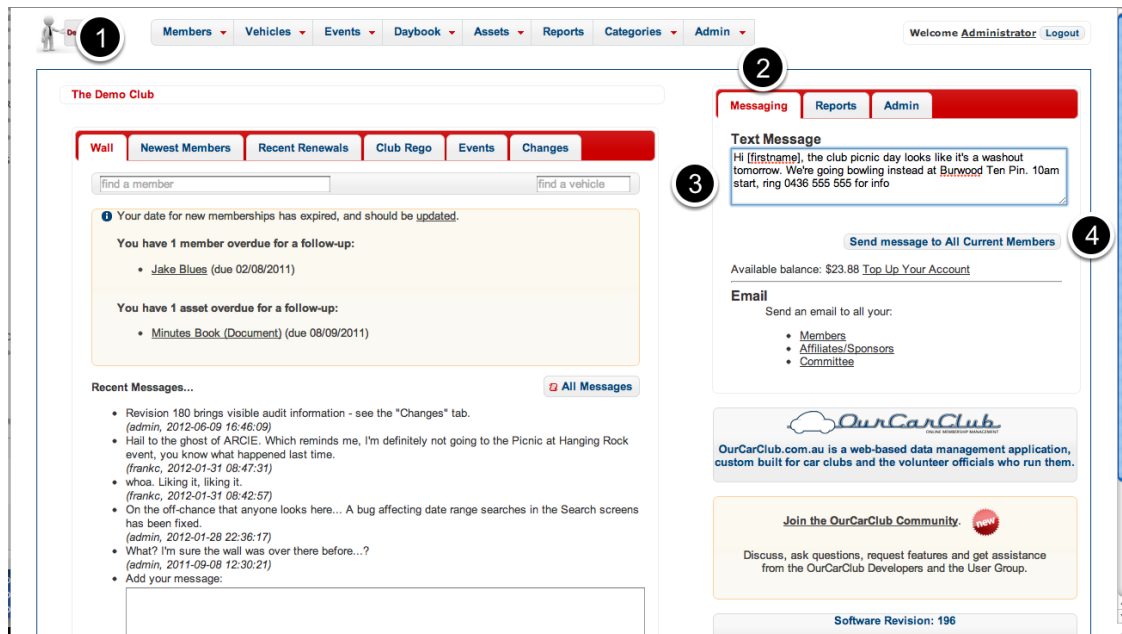 De
1
Members Vehicles Events Daybook Assets Reports Categories Admin
Welcome Administrator Logout
2
The Demo Club
Wall Newest Members Recent Renewals Club Rego Events Changes
find a member find a vehicle
Your date for new memberships has expired, and should be updated.
You have 1 member overdue for a follow-up:
• Jake Blues (due 02/08/2011)
You have 1 asset overdue for a follow-up:
• Minutes Book (Document) (due 08/09/2011)
Recent Messages...
All Messages
• Revision 180 brings visible audit information - see the "Changes" tab.
(admin, 2012-06-09 16:46:09)
• Hail to the ghost of ARCIE. Which reminds me, I'm definitely not going to the Picnic at Hanging Rock
event, you know what happened last time.
(frankc, 2012-01-31 08:47:31)
• whoa. Liking it, liking it.
(frankc, 2012-01-31 08:42:57)
• On the off-chance that anyone looks here... A bug affecting date range searches in the Search screens
has been fixed.
(admin, 2012-01-28 22:36:17)
• What? I'm sure the wall was over there before...?
(admin, 2011-09-08 12:30:21)
• Add your message:
Messaging Reports Admin
Text Message
3
Hi [firstname], the club picnic day looks like it's a washout
tomorrow. We're going bowling instead at Burwood Ten Pin. 10am
start, ring 0436 555 555 for info
Send message to All Current Members
4
Available balance: $23.88 Top Up Your Account
Email
Send an email to all your:
• Members
• Affiliates/Sponsors
• Committee
OurCarClub
ONLINE MEMBERSHIP MANAGEMENT
OurCarClub.com.au is a web-based data management application,
custom built for car clubs and the volunteer officials who run them.
Join the OurCarClub Community.
new
Discuss, ask questions, request features and get assistance
from the OurCarClub Developers and the User Group.
Software Revision: 196